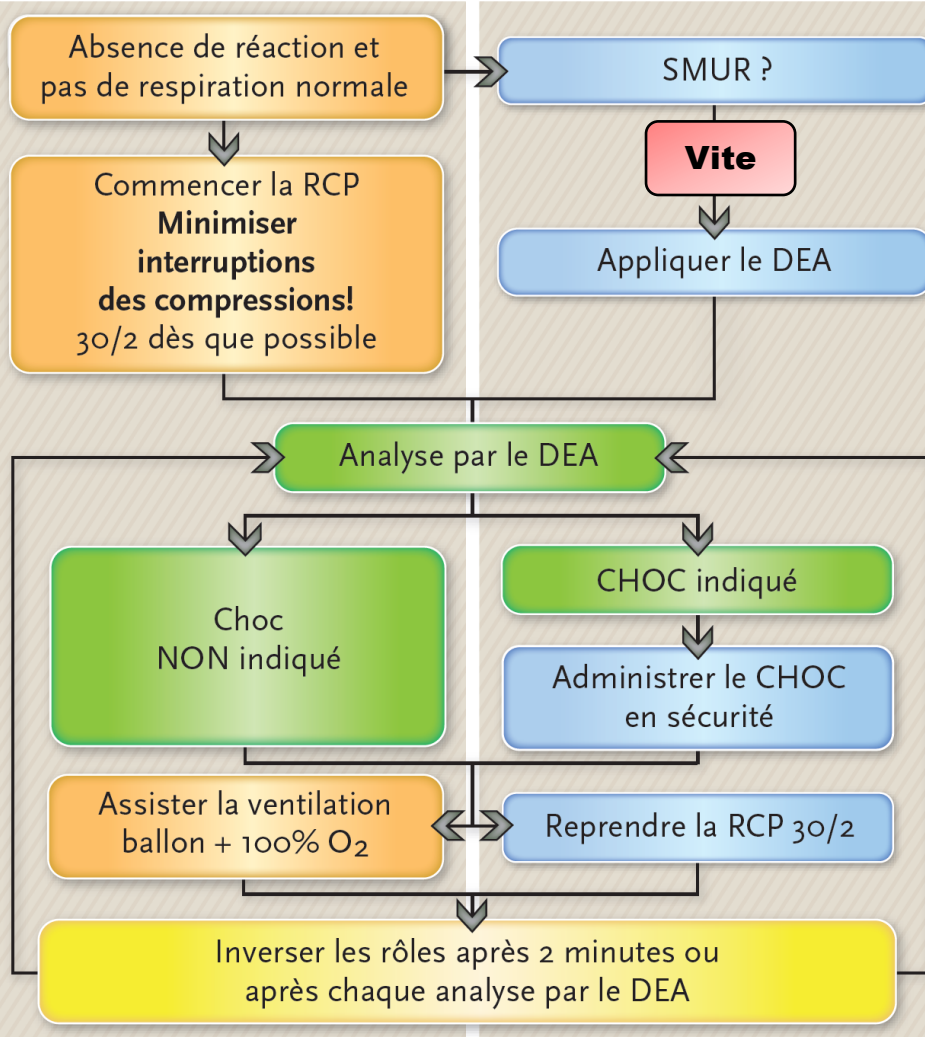 Absence de réaction et
pas de respiration normale
SMUR ?
Vite
Commencer la RCP
Minimiser
interruptions
des compressions!
30/2 dès que possible
Appliquer le DEA
Analyse par le DEA
Choc
NON indiqué
CHOC indiqué
Administrer le CHOC
en sécurité
Assister la ventilation
ballon + 100% O2
Reprendre la RCP 30/2
Inverser les rôles après 2 minutes ou
après chaque analyse par le DEA